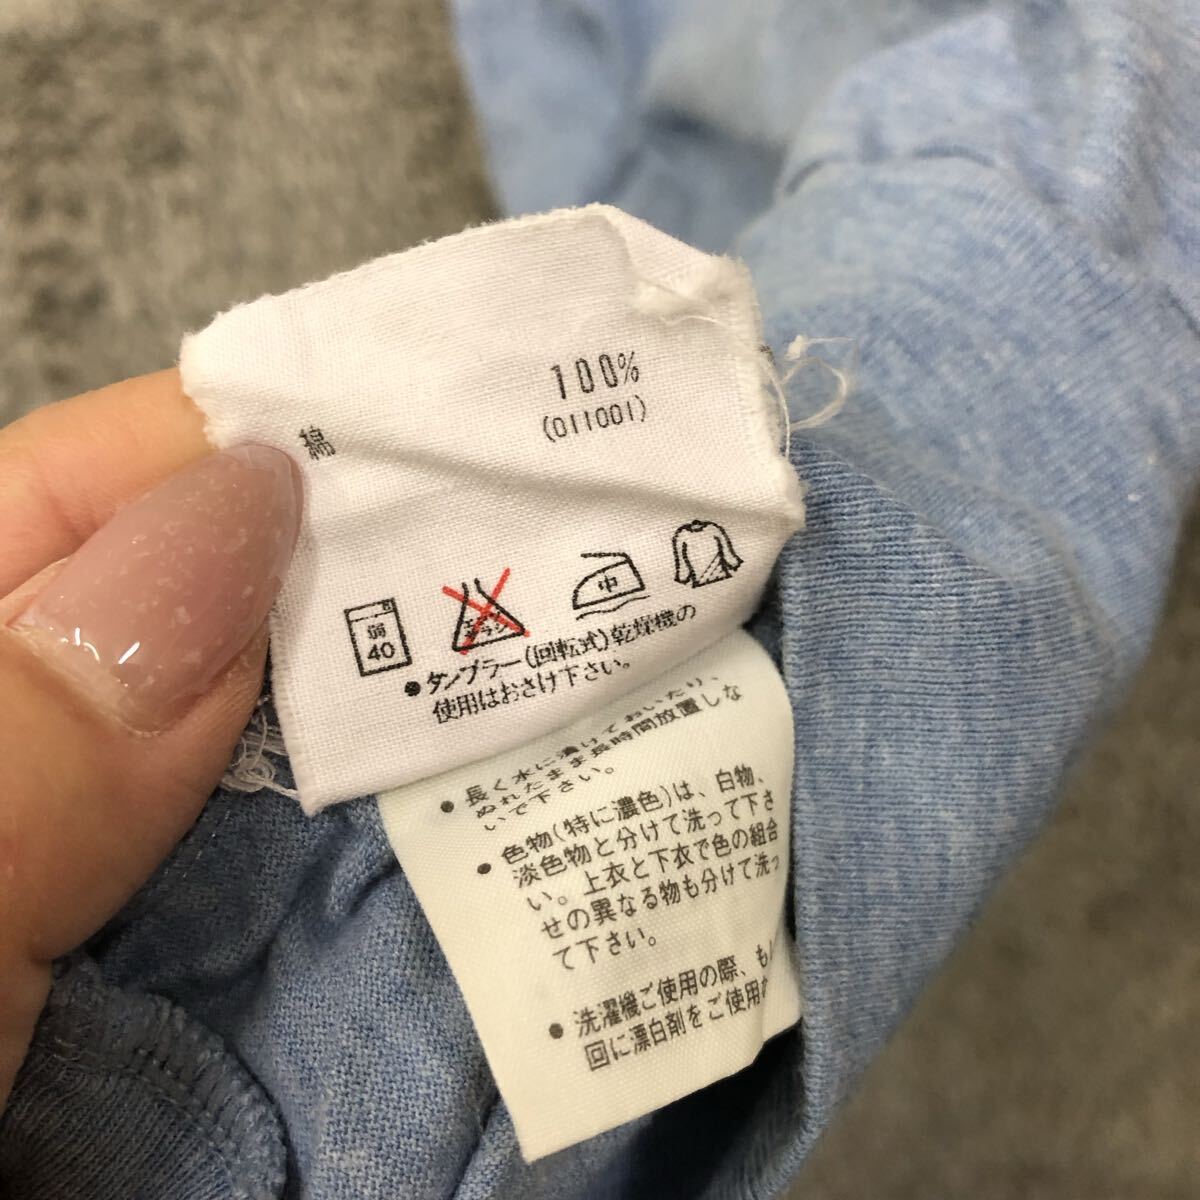 綿 100%
(011001)
弱
40
エンソ
サラシ
中
●タンブラー(回転式)乾燥機の
使用はおさけ下さい。
●長く水に漬けておいたり、
ぬれたまま長時間放置しな
いで下さい。
●色物(特に濃色)は、白物、
淡色物と分けて洗って下さ
い。上衣と下衣で色の組合
せの異なる物も分けて洗っ
て下さい。
●洗濯機ご使用の際、も
回に漂白剤をご使用